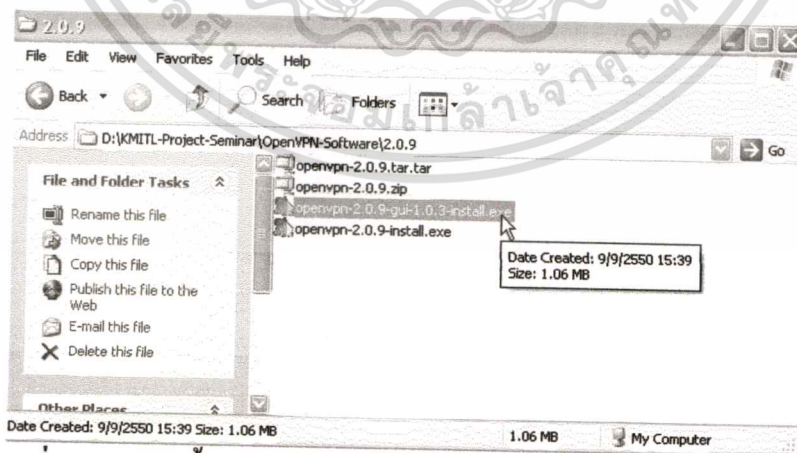 2.0.9
File Edit View Favorites Tools Help
Back Search Folders
Address D:\KMITL-Project-Seminar\OpenVPN-Software\2.0.9 Go
File and Folder Tasks
Rename this file
Move this file
Copy this file
Publish this file to the
Web
E-mail this file
Delete this file
Other Places
openvpn-2.0.9.tar.tar
openvpn-2.0.9.zip
openvpn-2.0.9-gui-1.0.3-install.exe
openvpn-2.0.9-install.exe
Date Created: 9/9/2550 15:39
Size: 1.06 MB
Date Created: 9/9/2550 15:39 Size: 1.06 MB 1.06 MB My Computer